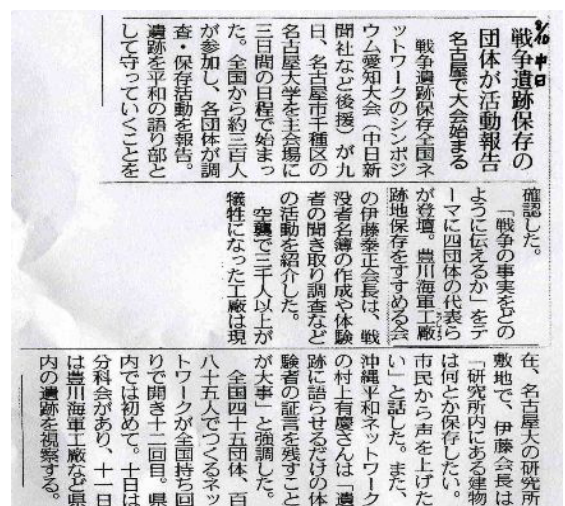 8/10 中日
戦争遺跡保存の
団体が活動報告
名古屋で大会始まる
戦争遺跡保存全国ネ
ットワークのシンポジ
ウム愛知大会（中日新
聞社など後援）が九
日、名古屋市千種区の
名古屋大学を主会場に
三日間の日程で始まっ
た。全国から約三百人
が参加し、各団体が調
査・保存活動を報告。
遺跡を平和の語り部と
して守っていくことを
確認した。
「戦争の事実をどの
ように伝えるか」をテ
ーマに四団体の代表ら
が登壇。豊川海軍工廠
跡地保存をすすめる会
の伊藤泰正会長は、戦
没者名簿の作成や体験
者の聞き取り調査など
の活動を紹介した。
空襲で三千人以上が
犠牲になった工廠は現
在、名古屋大の研究所
敷地で、伊藤会長は
「研究所内にある建物
は何とか保存したい。
市民から声を上げた
い」と話した。また、
沖縄平和ネットワーク
の村上有慶さんは「遺
跡に語らせるだけの体
験者の証言を残すこと
が大事」と強調した。
全国四十五団体、百
八十五人でつくるネッ
トワークが全国持ち回
りで開き十二回目。県
内では初めて。十日は
分科会があり、十一日
は豊川海軍工廠など県
内の遺跡を視察する。